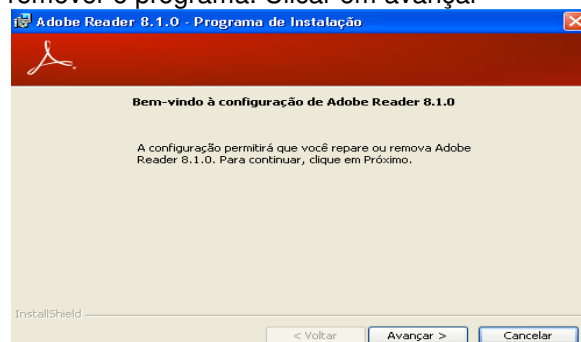 remover o programa. Clicar em avançar
Adobe Reader 8.1.0 - Programa de Instalação
Bem-vindo à configuração de Adobe Reader 8.1.0
A configuração permitirá que você repare ou remova Adobe
Reader 8.1.0. Para continuar, clique em Próximo.
InstallShield
< Voltar
Avançar >
Cancelar